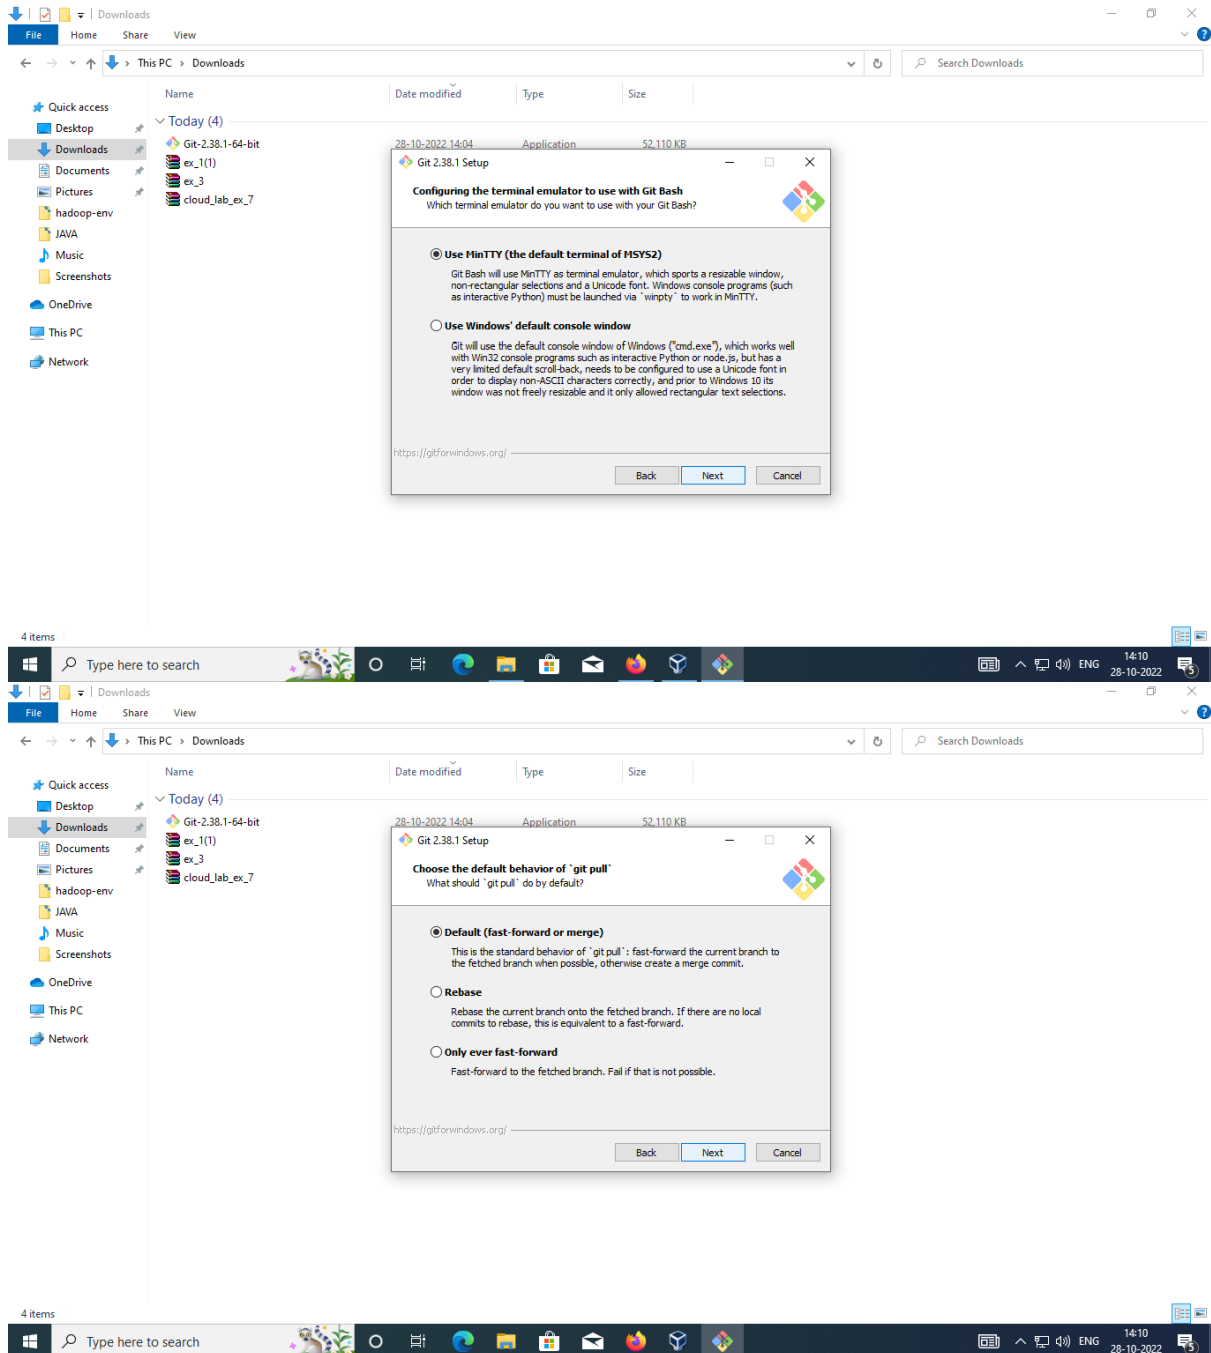 Downloads
File Home Share View
This PC > Downloads
Search Downloads
Name Date modified Type Size
Quick access
Desktop
Downloads
Documents
Pictures
hadoop-env
JAVA
Music
Screenshots
OneDrive
This PC
Network
Today (4)
Git-2.38.1-64-bit 28-10-2022 14:04 Application 52,110 KB
ex_1(1)
ex_3
cloud_lab_ex_7
Git 2.38.1 Setup
Configuring the terminal emulator to use with Git Bash
Which terminal emulator do you want to use with your Git Bash?
Use MinTTY (the default terminal of MSYS2)
Git Bash will use MinTTY as terminal emulator, which sports a resizable window,
non-rectangular selections and a Unicode font. Windows console programs (such
as interactive Python) must be launched via `winpty` to work in MinTTY.
Use Windows' default console window
Git will use the default console window of Windows ("cmd.exe"), which works well
with Win32 console programs such as interactive Python or node.js, but has a
very limited default scroll-back, needs to be configured to use a Unicode font in
order to display non-ASCII characters correctly, and prior to Windows 10 its
window was not freely resizable and it only allowed rectangular text selections.
https://gitforwindows.org/
Back Next Cancel
4 items
Type here to search
ENG
14:10
28-10-2022
5
Downloads
File Home Share View
This PC > Downloads
Search Downloads
Name Date modified Type Size
Quick access
Desktop
Downloads
Documents
Pictures
hadoop-env
JAVA
Music
Screenshots
OneDrive
This PC
Network
Today (4)
Git-2.38.1-64-bit 28-10-2022 14:04 Application 52,110 KB
ex_1(1)
ex_3
cloud_lab_ex_7
Git 2.38.1 Setup
Choose the default behavior of `git pull`
What should `git pull` do by default?
Default (fast-forward or merge)
This is the standard behavior of `git pull`: fast-forward the current branch to
the fetched branch when possible, otherwise create a merge commit.
Rebase
Rebase the current branch onto the fetched branch. If there are no local
commits to rebase, this is equivalent to a fast-forward.
Only ever fast-forward
Fast-forward to the fetched branch. Fail if that is not possible.
https://gitforwindows.org/
Back Next Cancel
4 items
Type here to search
ENG
14:10
28-10-2022
5